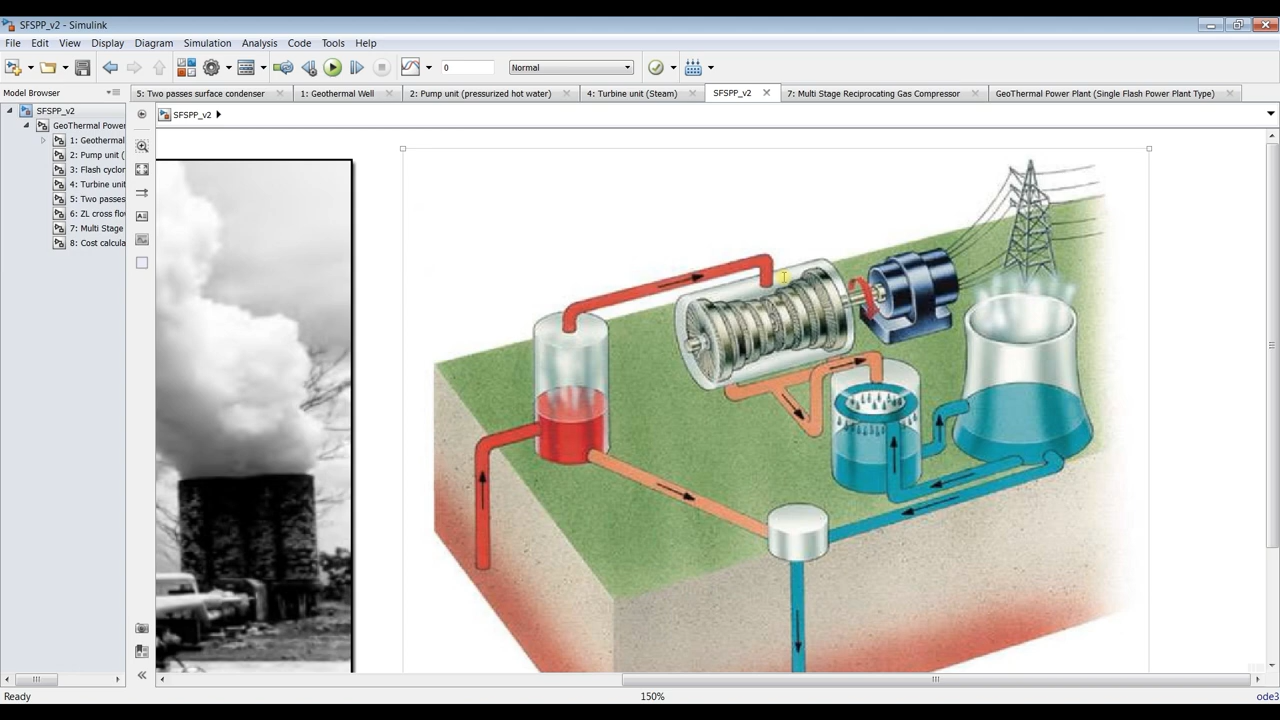 SFSPP_v2 - Simulink
File Edit View Display Diagram Simulation Analysis Code Tools Help
0 Normal
Model Browser
5: Two passes surface condenser 1: Geothermal Well 2: Pump unit (pressurized hot water) 4: Turbine unit (Steam) SFSPP_v2 7: Multi Stage Reciprocating Gas Compressor GeoThermal Power Plant (Single Flash Power Plant Type)
SFSPP_v2
SFSPP_v2
GeoThermal Power
1: Geothermal
2: Pump unit (
3: Flash cyclor
4: Turbine unit
5: Two passes
6: ZL cross flo
7: Multi Stage
8: Cost calcula
Ready 150% ode3